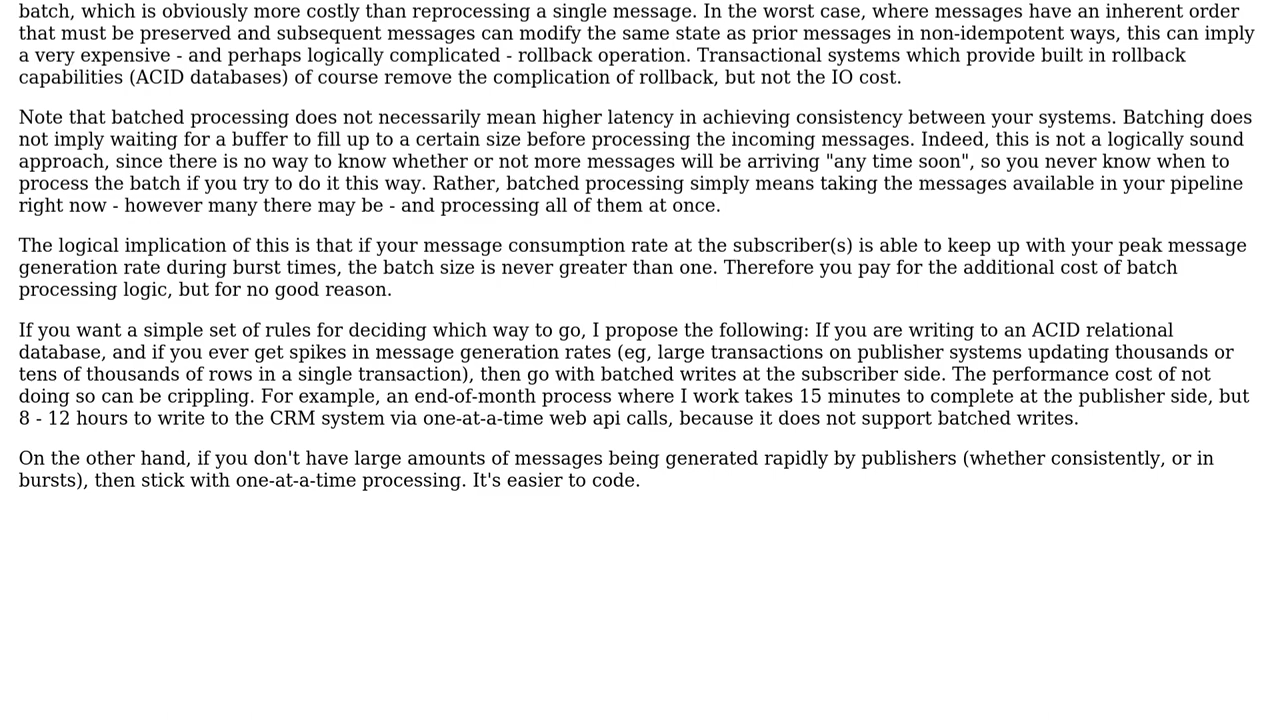 batch, which is obviously more costly than reprocessing a single message. In the worst case, where messages have an inherent order
that must be preserved and subsequent messages can modify the same state as prior messages in non-idempotent ways, this can imply
a very expensive - and perhaps logically complicated - rollback operation. Transactional systems which provide built in rollback
capabilities (ACID databases) of course remove the complication of rollback, but not the IO cost.
Note that batched processing does not necessarily mean higher latency in achieving consistency between your systems. Batching does
not imply waiting for a buffer to fill up to a certain size before processing the incoming messages. Indeed, this is not a logically sound
approach, since there is no way to know whether or not more messages will be arriving "any time soon", so you never know when to
process the batch if you try to do it this way. Rather, batched processing simply means taking the messages available in your pipeline
right now - however many there may be - and processing all of them at once.
The logical implication of this is that if your message consumption rate at the subscriber(s) is able to keep up with your peak message
generation rate during burst times, the batch size is never greater than one. Therefore you pay for the additional cost of batch
processing logic, but for no good reason.
If you want a simple set of rules for deciding which way to go, I propose the following: If you are writing to an ACID relational
database, and if you ever get spikes in message generation rates (eg, large transactions on publisher systems updating thousands or
tens of thousands of rows in a single transaction), then go with batched writes at the subscriber side. The performance cost of not
doing so can be crippling. For example, an end-of-month process where I work takes 15 minutes to complete at the publisher side, but
8 - 12 hours to write to the CRM system via one-at-a-time web api calls, because it does not support batched writes.
On the other hand, if you don't have large amounts of messages being generated rapidly by publishers (whether consistently, or in
bursts), then stick with one-at-a-time processing. It's easier to code.